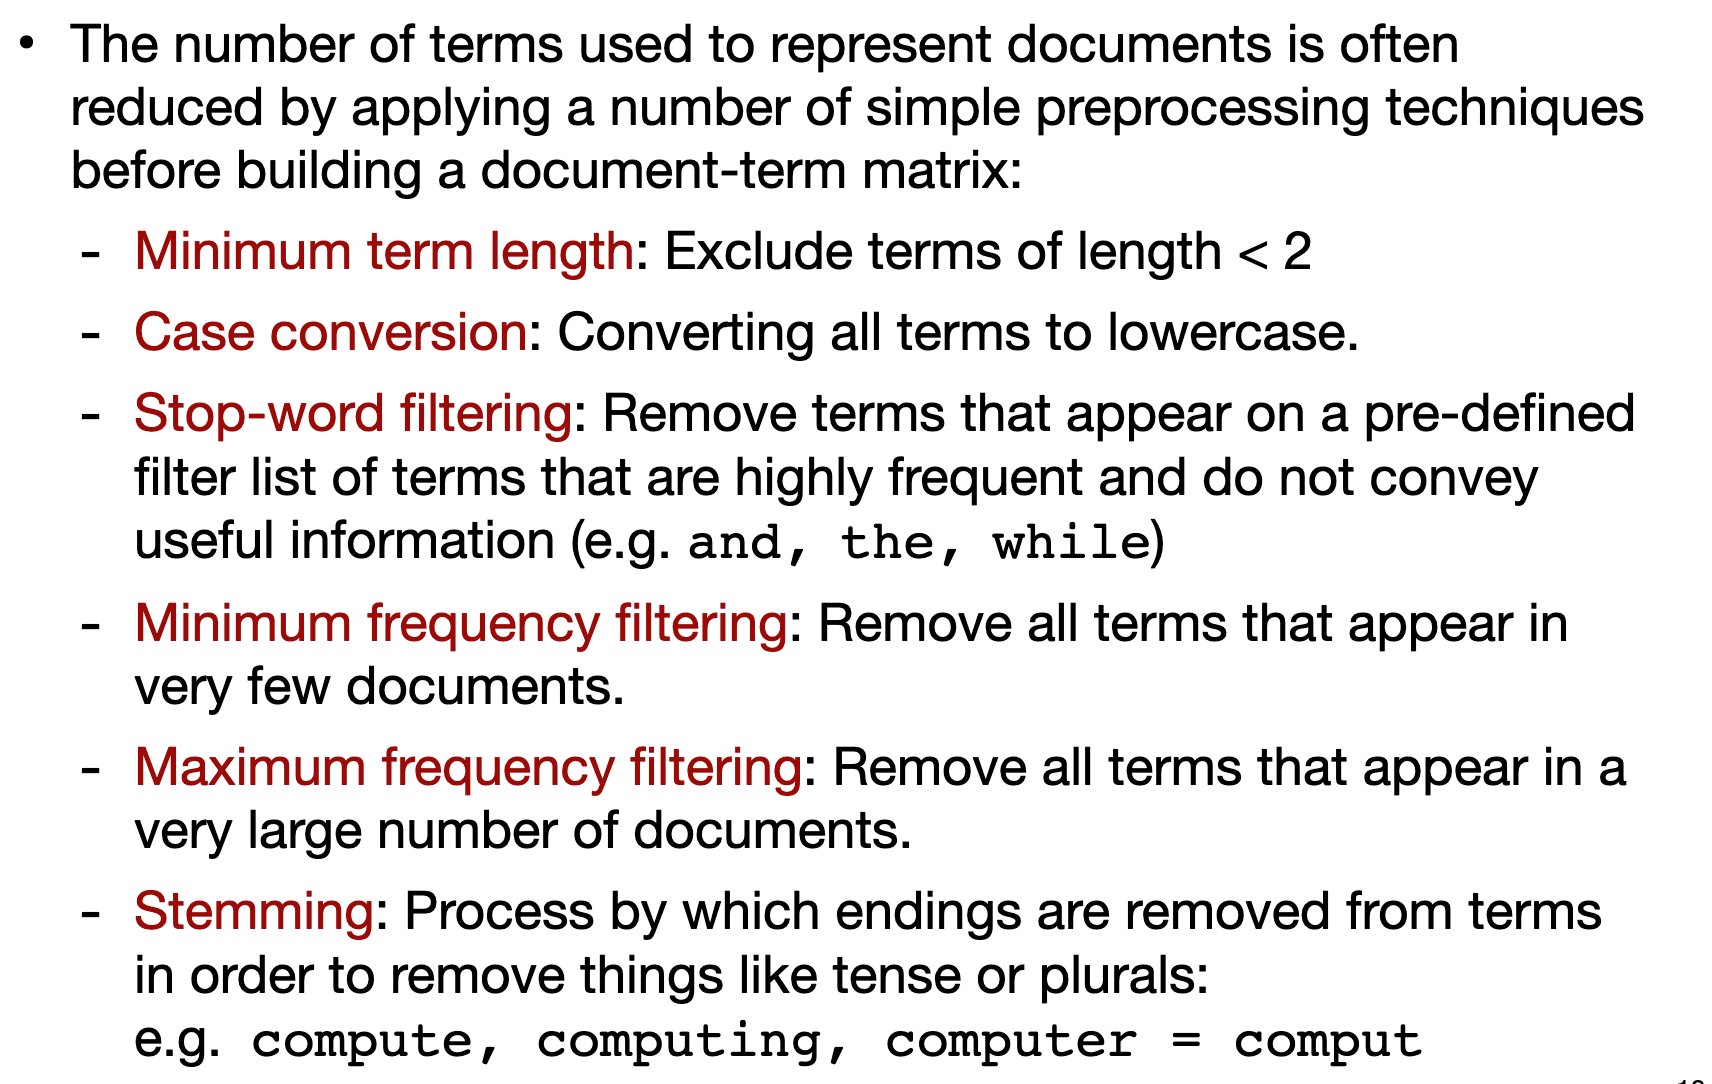 • The number of terms used to represent documents is often
reduced by applying a number of simple preprocessing techniques
before building a document-term matrix:
- Minimum term length: Exclude terms of length < 2
- Case conversion: Converting all terms to lowercase.
- Stop-word filtering: Remove terms that appear on a pre-defined
filter list of terms that are highly frequent and do not convey
useful information (e.g. and, the, while)
- Minimum frequency filtering: Remove all terms that appear in
very few documents.
- Maximum frequency filtering: Remove all terms that appear in a
very large number of documents.
- Stemming: Process by which endings are removed from terms
in order to remove things like tense or plurals:
e.g. compute, computing, computer = comput